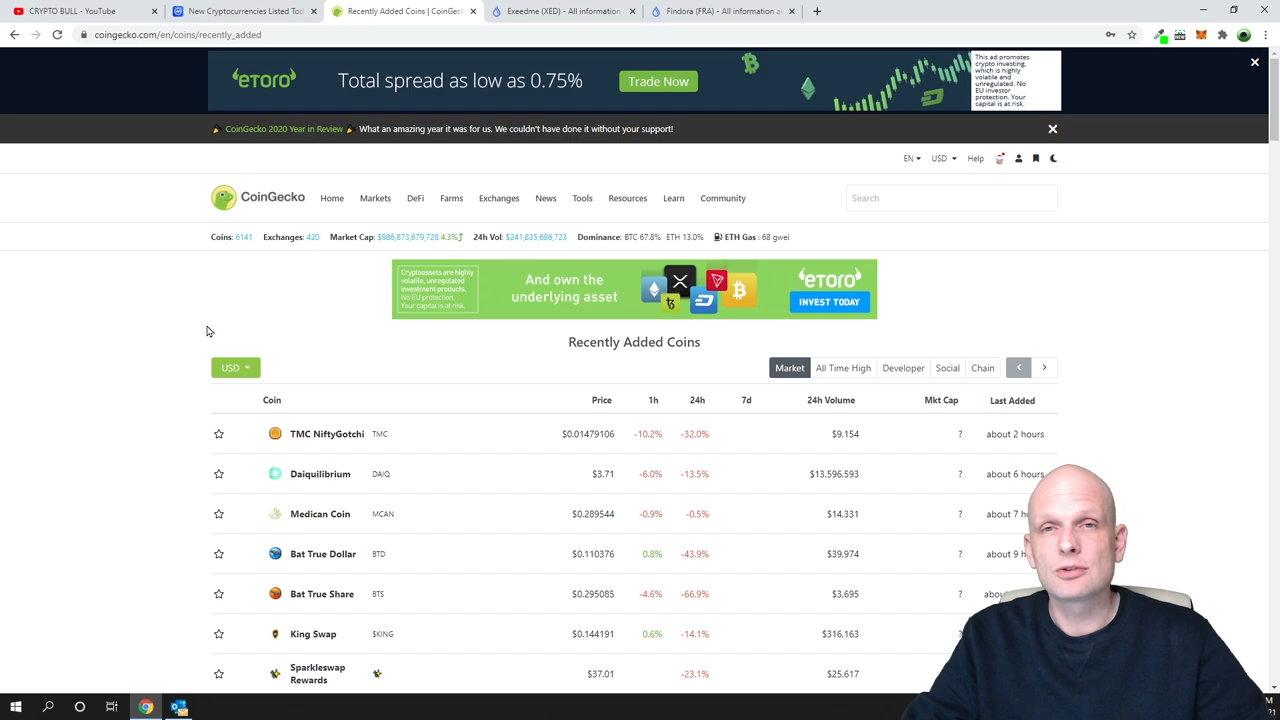 CRYPTO BULL - YouTube
New Cryptocurrencies Listed Tod
Recently Added Coins | CoinGec
Exeedme (XED) - All information
Findora (FRA) - All information a
coingecko.com/en/coins/recently_added
eToro
Total spread as low as 0.75%
Trade Now
This ad promotes
crypto investing,
which is highly
volatile and
unregulated. No
EU investor
protection. Your
capital is at risk.
CoinGecko 2020 Year in Review What an amazing year it was for us. We couldn't have done it without your support!
EN USD Help
CoinGecko Home Markets DeFi Farms Exchanges News Tools Resources Learn Community Search
Coins: 6141 Exchanges: 420 Market Cap: $986,873,679,728 4.3% 24h Vol: $241,835,686,723 Dominance: BTC 67.8% ETH 13.0% ETH Gas : 68 gwei
Cryptoassets are highly
volatile, unregulated
investment products.
No EU protection.
Your capital is at risk.
And own the
underlying asset
eToro
INVEST TODAY
Recently Added Coins
USD Market All Time High Developer Social Chain
Coin Price 1h 24h 7d 24h Volume Mkt Cap Last Added
TMC NiftyGotchi TMC $0.01479106 -10.2% -32.0% $9,154 ? about 2 hours
Daiquilibrium DAIQ $3.71 -6.0% -13.5% $13,596,593 ? about 6 hours
Medican Coin MCAN $0.289544 -0.9% -0.5% $14,331 ? about 7 ho
Bat True Dollar BTD $0.110376 0.8% -43.9% $39,974 ? about 9 h
Bat True Share BTS $0.295085 -4.6% -66.9% $3,695 ? abou
King Swap $KING $0.144191 0.6% -14.1% $316,163 ?
Sparkleswap
Rewards $37.01 -23.1% $25,617